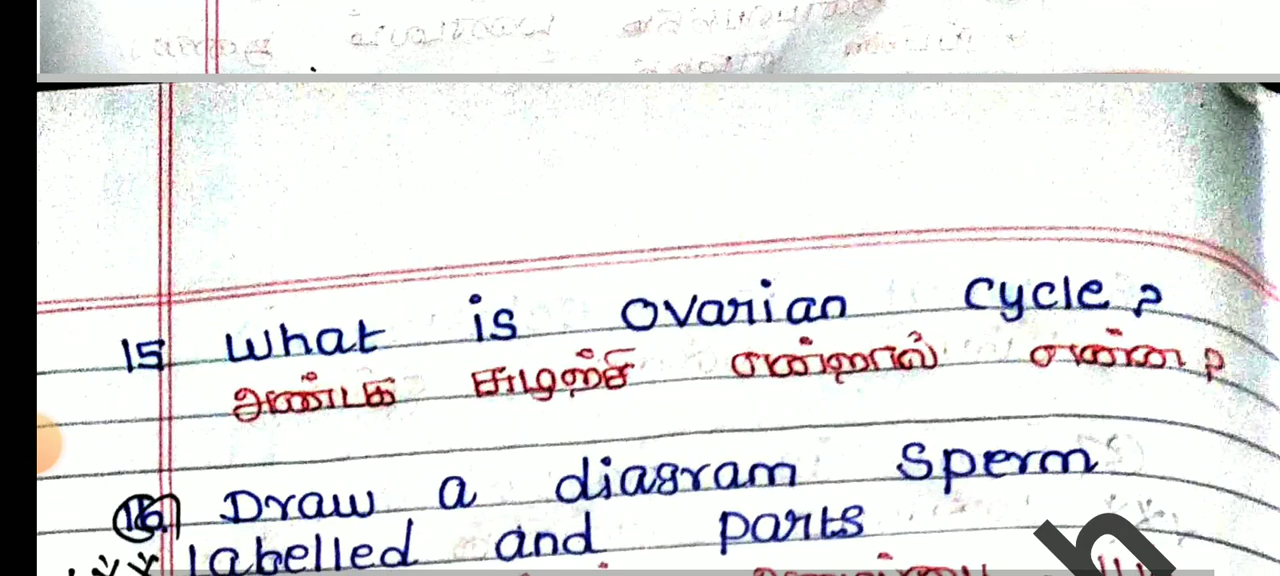 15 What is Ovarian cycle?
அண்டக சுழற்சி என்றால் என்ன?
16) Draw a diagram Sperm
labelled and parts